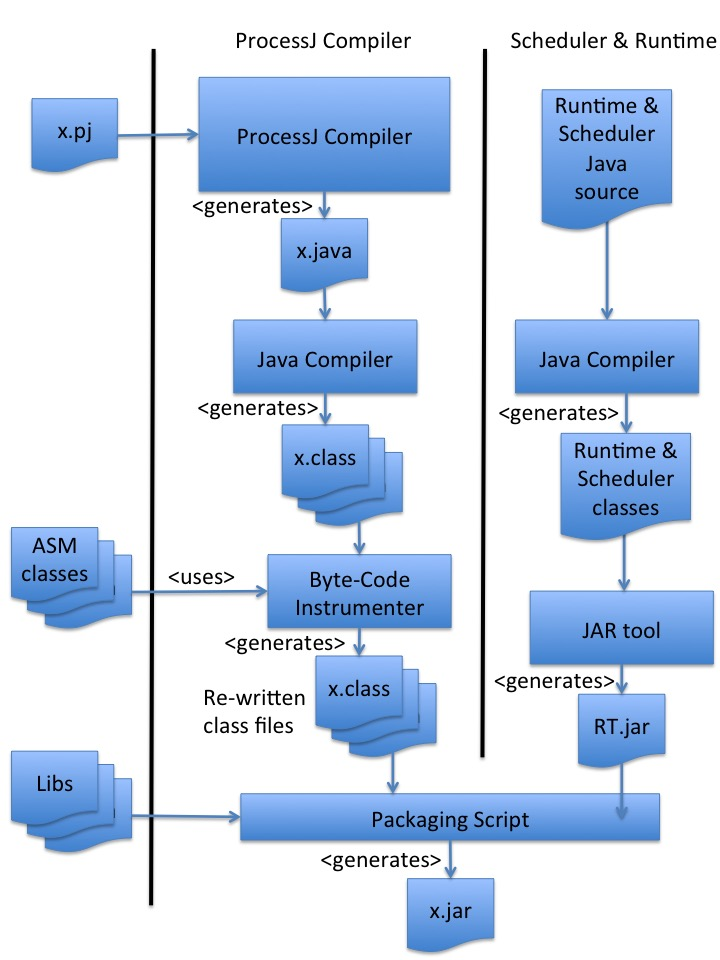 ProcessJ Compiler
Scheduler & Runtime
x.pj
ProcessJ Compiler
Runtime &
Scheduler
Java
source
<generates>
x.java
Java Compiler
Java Compiler
<generates>
<generates>
x.class
Runtime &
Scheduler
classes
ASM
classes
<uses>
Byte-Code
Instrumenter
JAR tool
<generates>
<generates>
x.class
Re-written
class files
RT.jar
Libs
Packaging Script
<generates>
x.jar